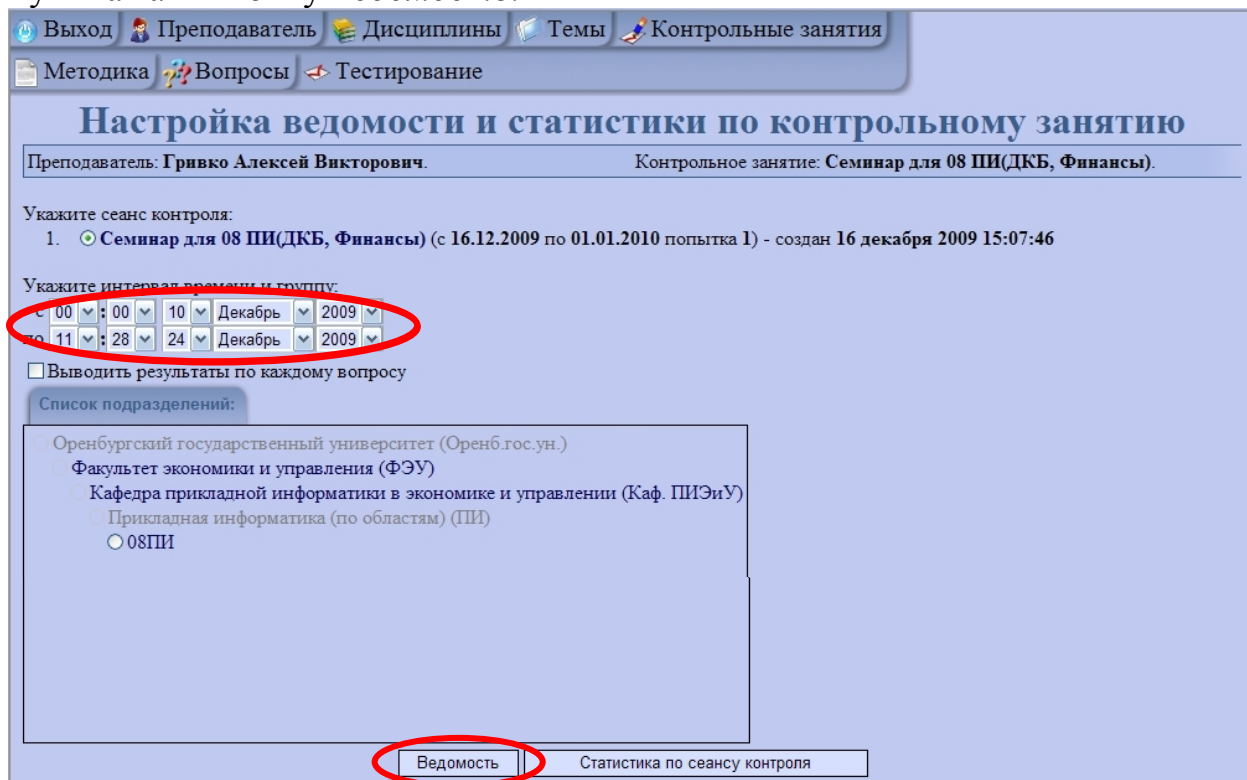 Выход Преподаватель Дисциплины Темы Контрольные занятия
Методика Вопросы Тестирование
Настройка ведомости и статистики по контрольному занятию
Преподаватель: Гривко Алексей Викторович. Контрольное занятие: Семинар для 08 ПИ(ДКБ, Финансы).
Укажите сеанс контроля:
1. Семинар для 08 ПИ(ДКБ, Финансы) (с 16.12.2009 по 01.01.2010 попытка 1) - создан 16 декабря 2009 15:07:46
Укажите интервал времени и группу:
с 00 : 00 10 Декабрь 2009
по 11 : 28 24 Декабрь 2009
Выводить результаты по каждому вопросу
Список подразделений:
Оренбургский государственный университет (Оренб.гос.ун.)
Факультет экономики и управления (ФЭУ)
Кафедра прикладной информатики в экономике и управлении (Каф. ПИЭиУ)
Прикладная информатика (по областям) (ПИ)
08ПИ
Ведомость Статистика по сеансу контроля